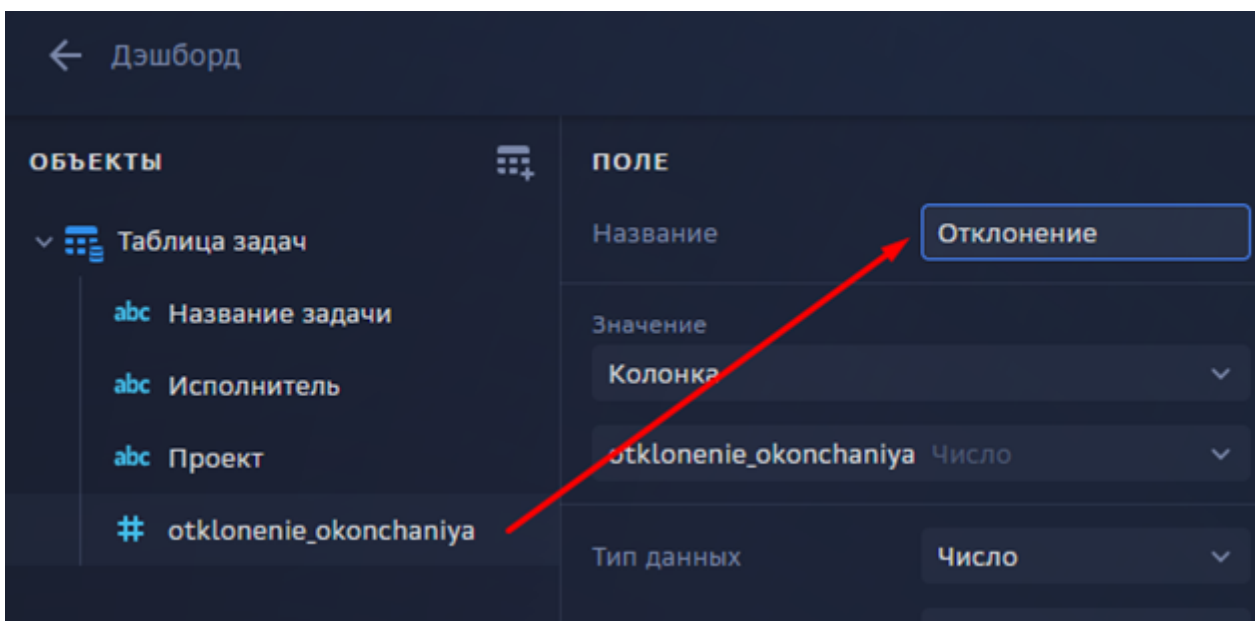 Дэшборд
ОБЪЕКТЫ
Таблица задач
abc Название задачи
abc Исполнитель
abc Проект
# otklonenie_okonchaniya
ПОЛЕ
Название Отклонение
Значение
Колонка
otklonenie_okonchaniya Число
Тип данных Число